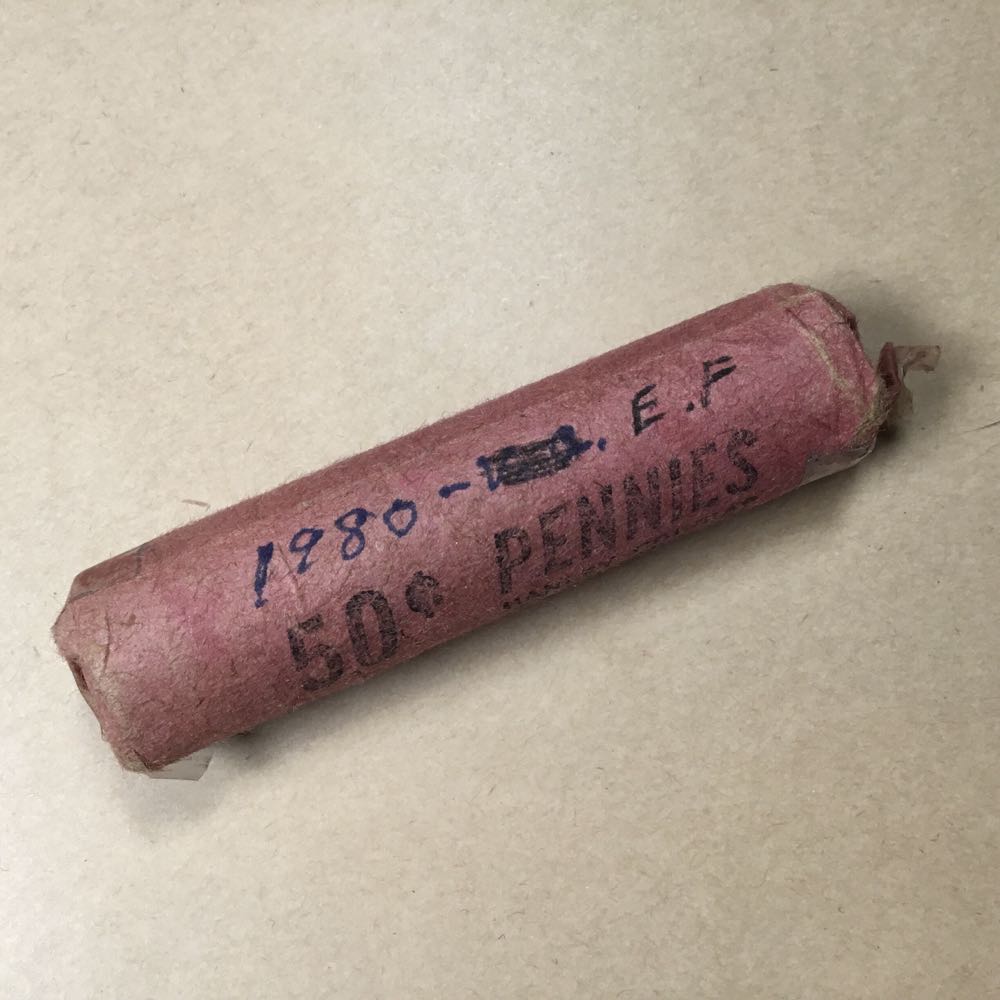 1980 - E.F
50¢ PENNIES